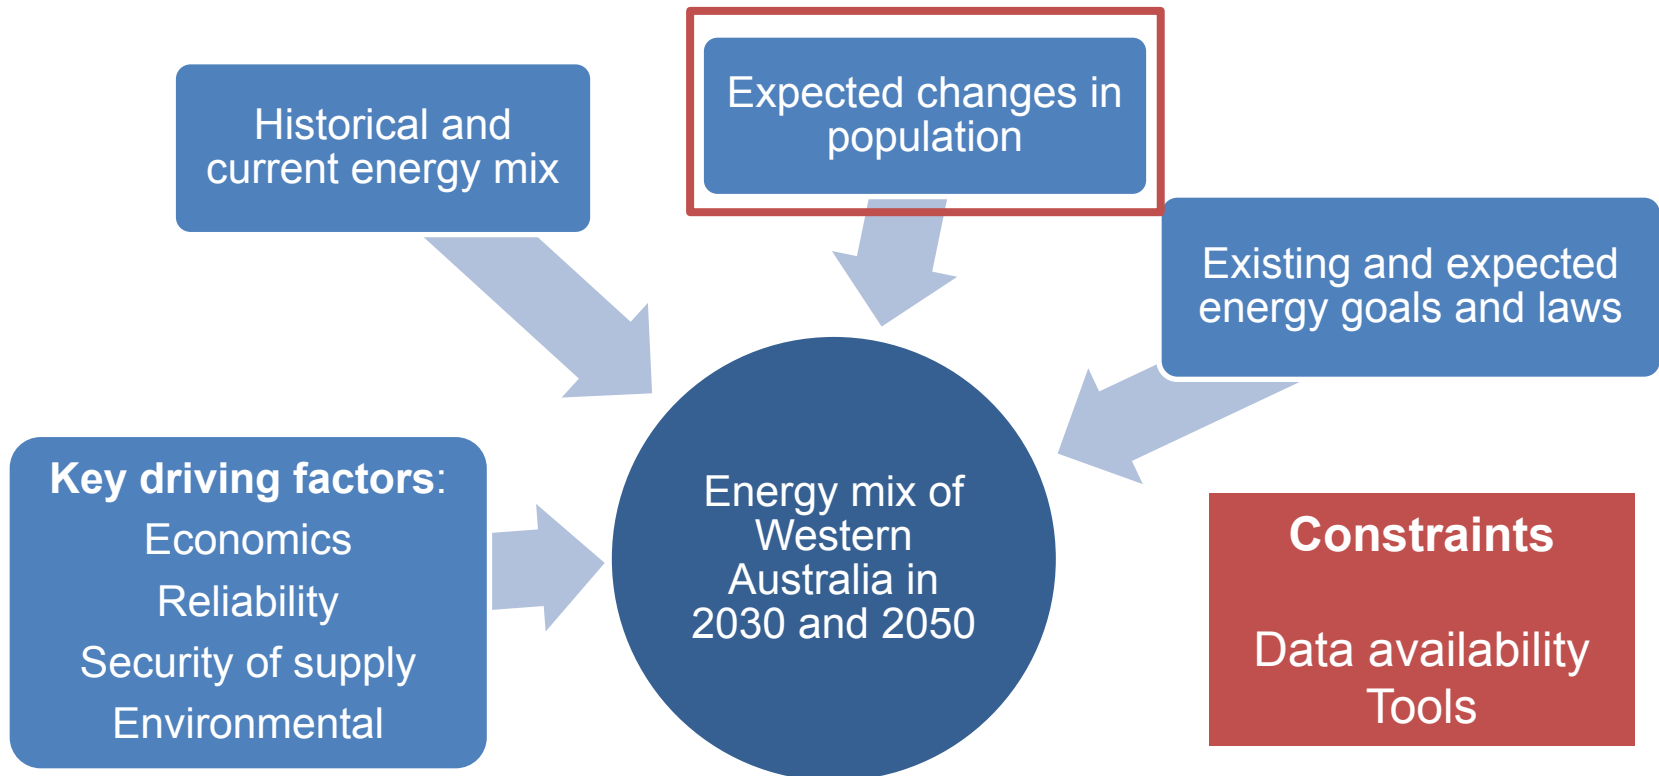 Historical and
current energy mix
Expected changes in
population
Existing and expected
energy goals and laws
Key driving factors:
Economics
Reliability
Security of supply
Environmental
Energy mix of
Western
Australia in
2030 and 2050
Constraints
Data availability
Tools